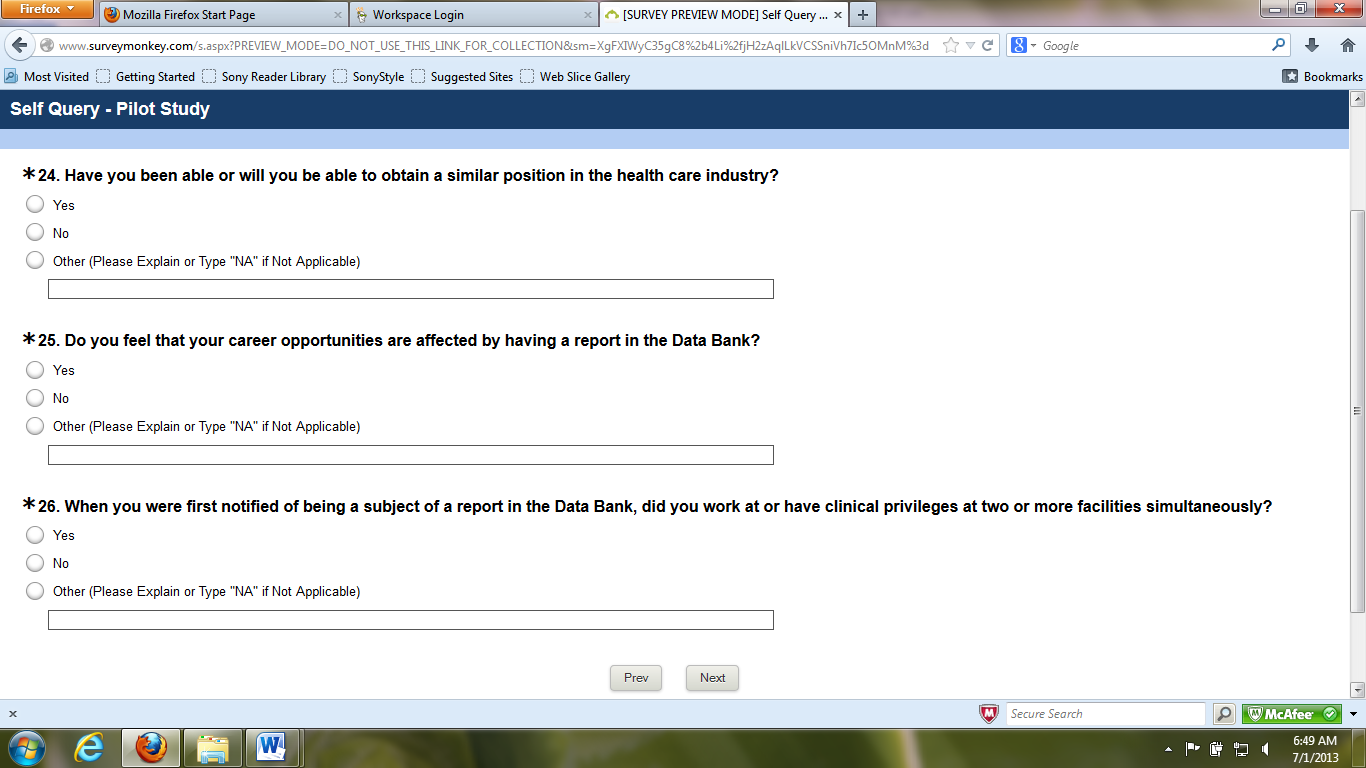 Firefox
Mozilla Firefox Start Page
Workspace Login
[SURVEY PREVIEW MODE] Self Query ...
www.surveymonkey.com/s.aspx?PREVIEW_MODE=DO_NOT_USE_THIS_LINK_FOR_COLLECTION&sm=XgFXIWyC35gC8%2b4Li%2fjH2zAqILkVCSSniVh7Ic5OMnM%3d
Google
Most Visited Getting Started Sony Reader Library SonyStyle Suggested Sites Web Slice Gallery Bookmarks
Self Query - Pilot Study
*24. Have you been able or will you be able to obtain a similar position in the health care industry?
Yes
No
Other (Please Explain or Type "NA" if Not Applicable)
*25. Do you feel that your career opportunities are affected by having a report in the Data Bank?
Yes
No
Other (Please Explain or Type "NA" if Not Applicable)
*26. When you were first notified of being a subject of a report in the Data Bank, did you work at or have clinical privileges at two or more facilities simultaneously?
Yes
No
Other (Please Explain or Type "NA" if Not Applicable)
Prev Next
x Secure Search McAfee
6:49 AM
7/1/2013